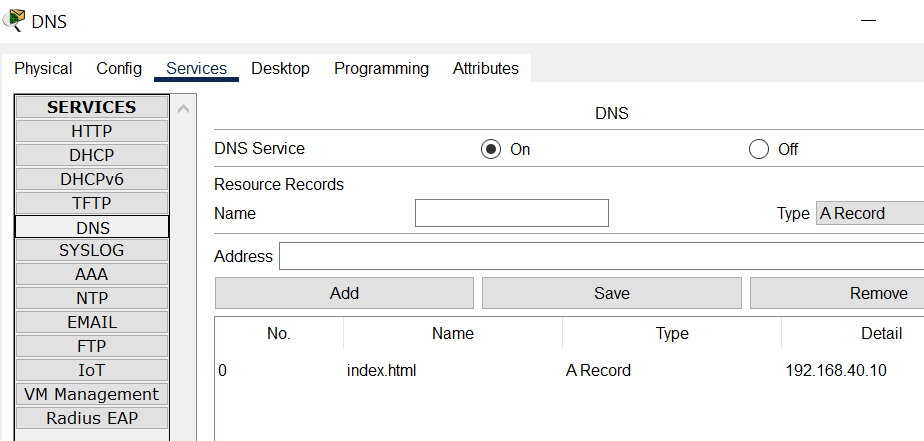 DNS
Physical Config Services Desktop Programming Attributes
SERVICES
HTTP
DHCP
DHCPv6
TFTP
DNS
SYSLOG
AAA
NTP
EMAIL
FTP
IoT
VM Management
Radius EAP
DNS
DNS Service On Off
Resource Records
Name Type A Record
Address
Add Save Remove
No. Name Type Detail
0 index.html A Record 192.168.40.10